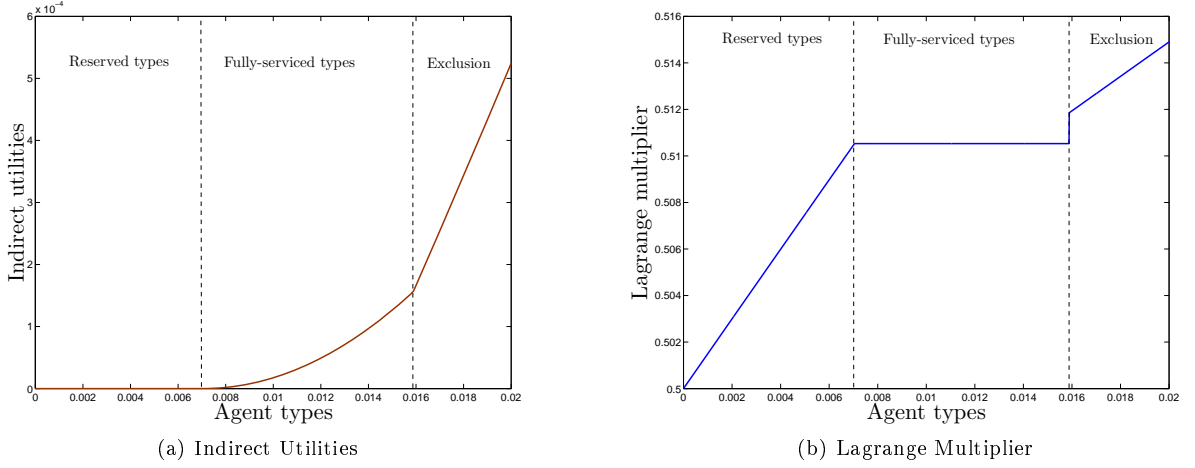 6 x 10⁻⁴
5
4
3
2
1
0
Indirect utilities
Reserved types
Fully-serviced types
Exclusion
0 0.002 0.004 0.006 0.008 0.01 0.012 0.014 0.016 0.018 0.02
Agent types
(a) Indirect Utilities
0.516
0.514
0.512
0.51
0.508
0.506
0.504
0.502
0.5
Lagrange multiplier
Reserved types
Fully-serviced types
Exclusion
0 0.002 0.004 0.006 0.008 0.01 0.012 0.014 0.016 0.018 0.02
Agent types
(b) Lagrange Multiplier